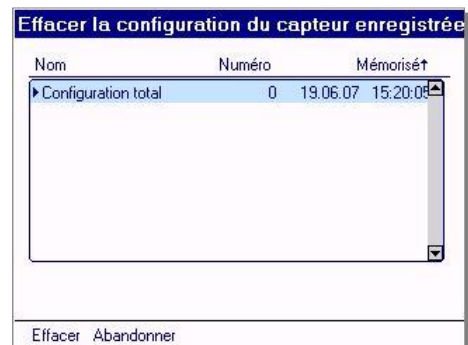 Effacer la configuration du capteur enregistrée
Nom Numéro Mémorisé↑
Configuration total 0 19.06.07 15:20:05
Effacer Abandonner